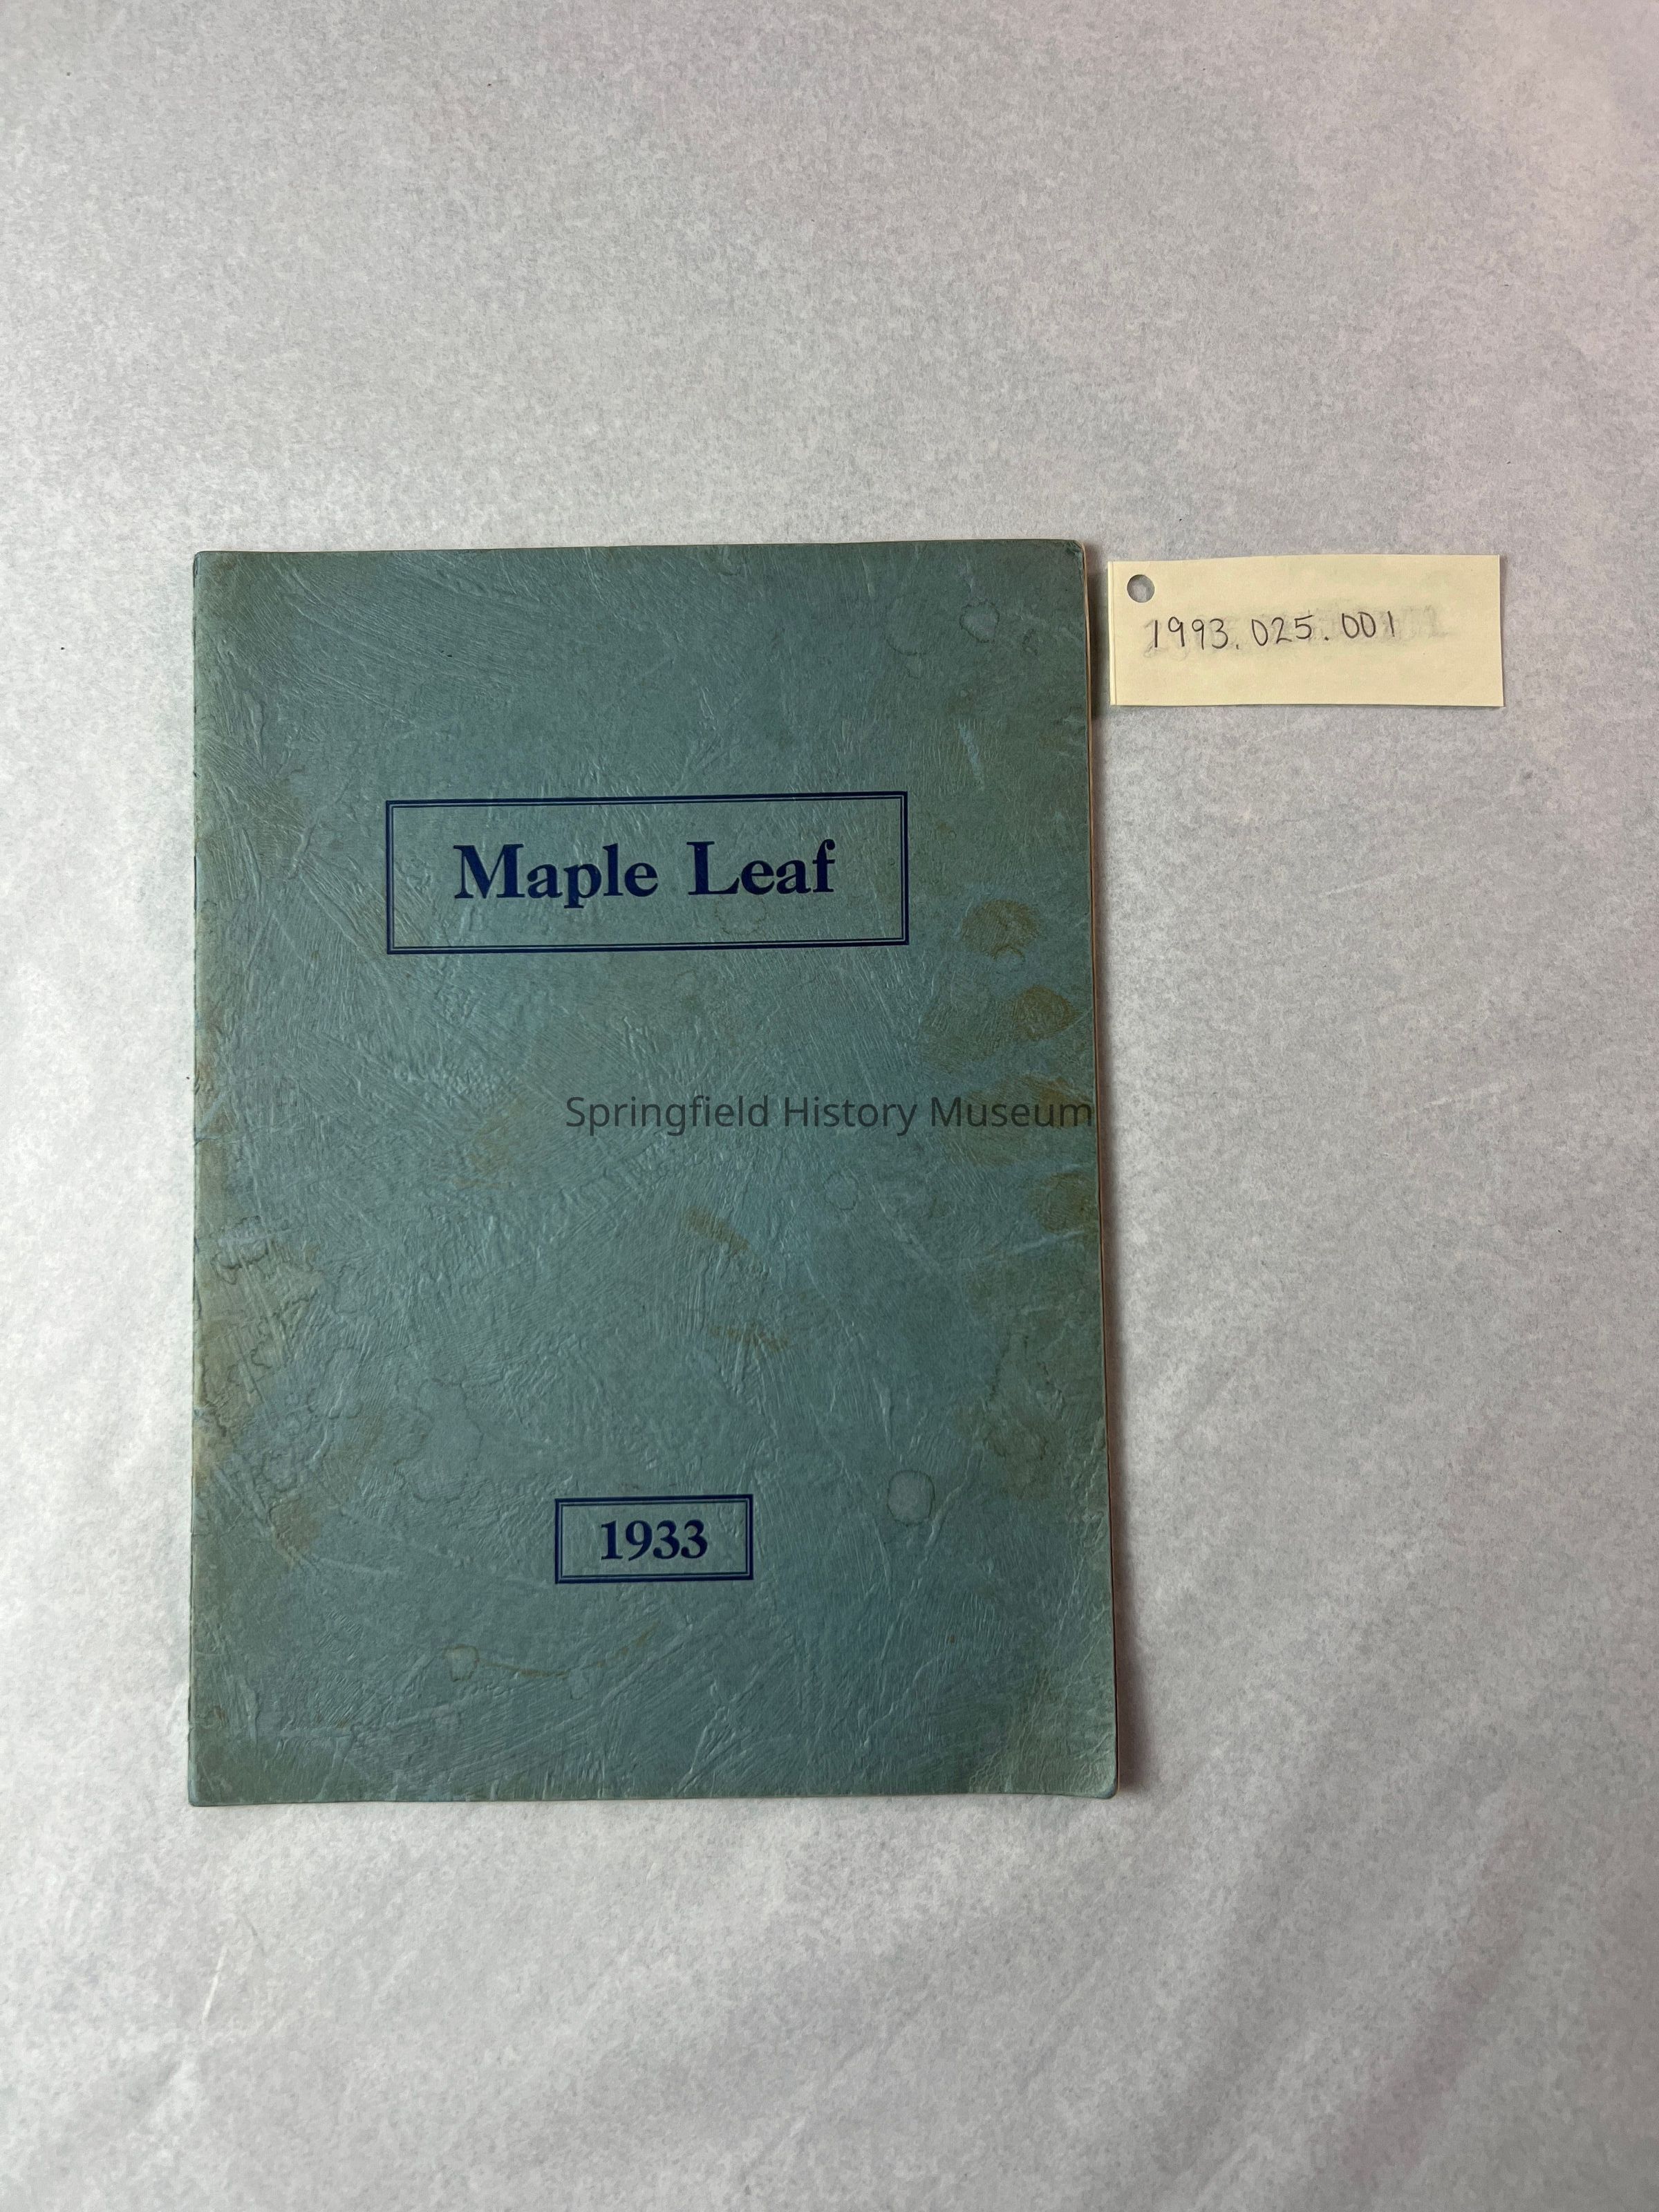 1993.025.001
Maple Leaf
Springfield History Museum
1933